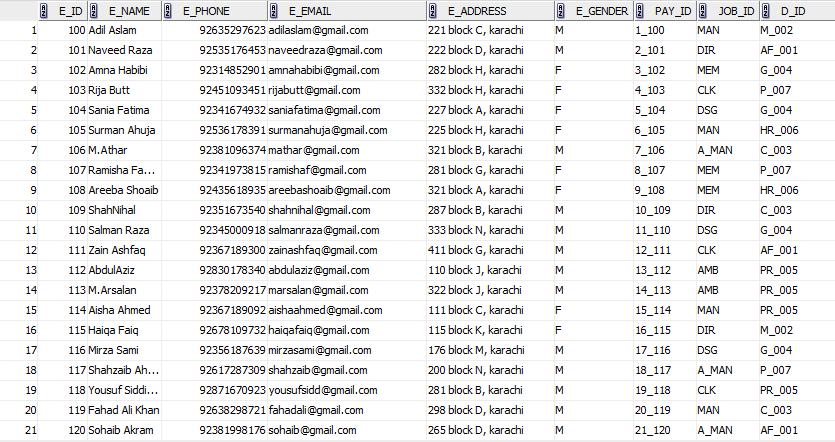 E_ID E_NAME E_PHONE E_EMAIL E_ADDRESS E_GENDER PAY_ID JOB_ID D_ID
1 100 Adil Aslam 92635297623 adilaslam@gmail.com 221 block C, karachi M 1_100 MAN M_002
2 101 Naveed Raza 92535176453 naveedraza@gmail.com 222 block D, karachi M 2_101 DIR AF_001
3 102 Amna Habibi 92314852901 amnahabibi@gmail.com 282 block H, karachi F 3_102 MEM G_004
4 103 Rija Butt 92451093451 rijabutt@gmail.com 332 block H, karachi F 4_103 CLK P_007
5 104 Sania Fatima 92341674932 saniafatima@gmail.com 227 block A, karachi F 5_104 DSG G_004
6 105 Surman Ahuja 92536178391 surmanahuja@gmail.com 225 block H, karachi F 6_105 MAN HR_006
7 106 M.Athar 92381096374 mathar@gmail.com 321 block B, karachi M 7_106 A_MAN C_003
8 107 Ramisha Fa... 92341973815 ramishaf@gmail.com 281 block G, karachi F 8_107 MEM P_007
9 108 Areeba Shoaib 92435618935 areebashoaib@gmail.com 321 block A, karachi F 9_108 MEM HR_006
10 109 ShahNihal 92351673540 shahnihal@gmail.com 287 block B, karachi M 10_109 DIR C_003
11 110 Salman Raza 92345000918 salmanraza@gmail.com 333 block N, karachi M 11_110 DSG G_004
12 111 Zain Ashfaq 92367189300 zainashfaq@gmail.com 411 block G, karachi M 12_111 CLK AF_001
13 112 AbdulAziz 92830178340 abdulaziz@gmail.com 110 block J, karachi M 13_112 AMB PR_005
14 113 M.Arsalan 92378209217 marsalan@gmail.com 322 block J, karachi M 14_113 AMB PR_005
15 114 Aisha Ahmed 92367189092 aishaahmed@gmail.com 111 block C, karachi F 15_114 MAN PR_005
16 115 Haiqa Faiq 92678109732 haiqafaiq@gmail.com 115 block K, karachi F 16_115 DIR M_002
17 116 Mirza Sami 92356187639 mirzasami@gmail.com 176 block M, karachi M 17_116 DSG G_004
18 117 Shahzaib Ah... 92617287309 shahzaib@gmail.com 200 block N, karachi M 18_117 A_MAN P_007
19 118 Yousuf Siddi... 92871670923 yousufsidd@gmail.com 281 block B, karachi M 19_118 CLK PR_005
20 119 Fahad Ali Khan 92638298721 fahadali@gmail.com 298 block D, karachi M 20_119 MAN C_003
21 120 Sohaib Akram 92381998176 sohaib@gmail.com 265 block D, karachi M 21_120 A_MAN AF_001